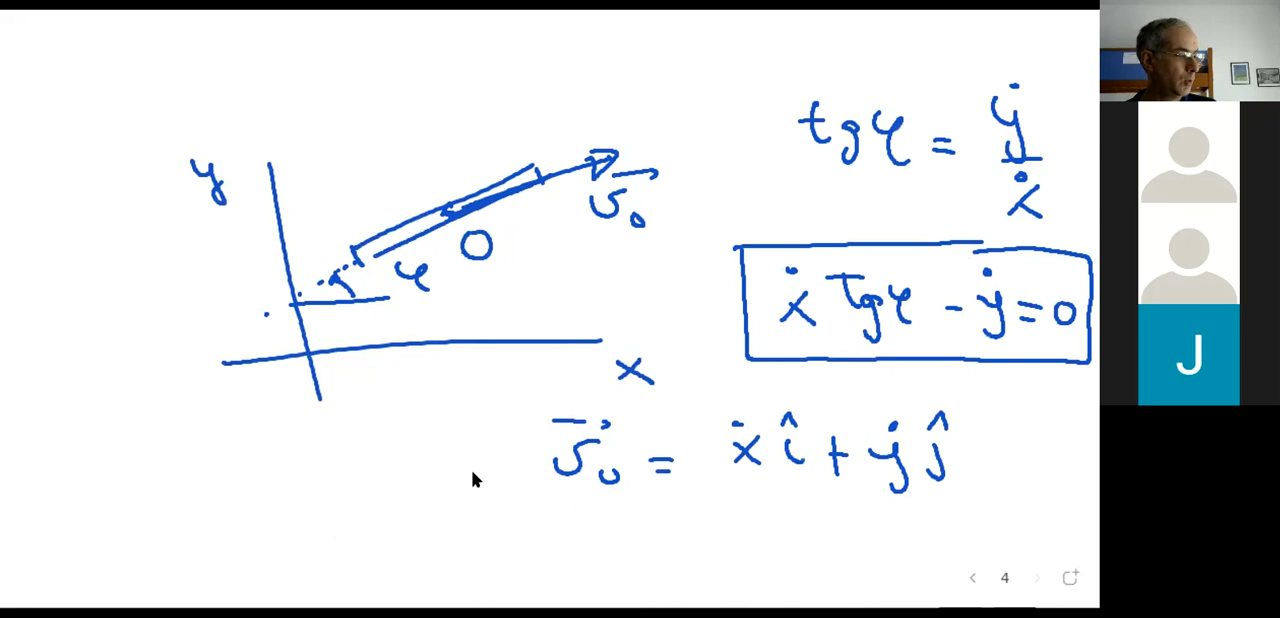 y
φ
O
v⃗₀
x
tgφ = ẏ/ẋ
ẋ Tgφ - ẏ = 0
v⃗₀ = ẋ î + ẏ ĵ
J
4